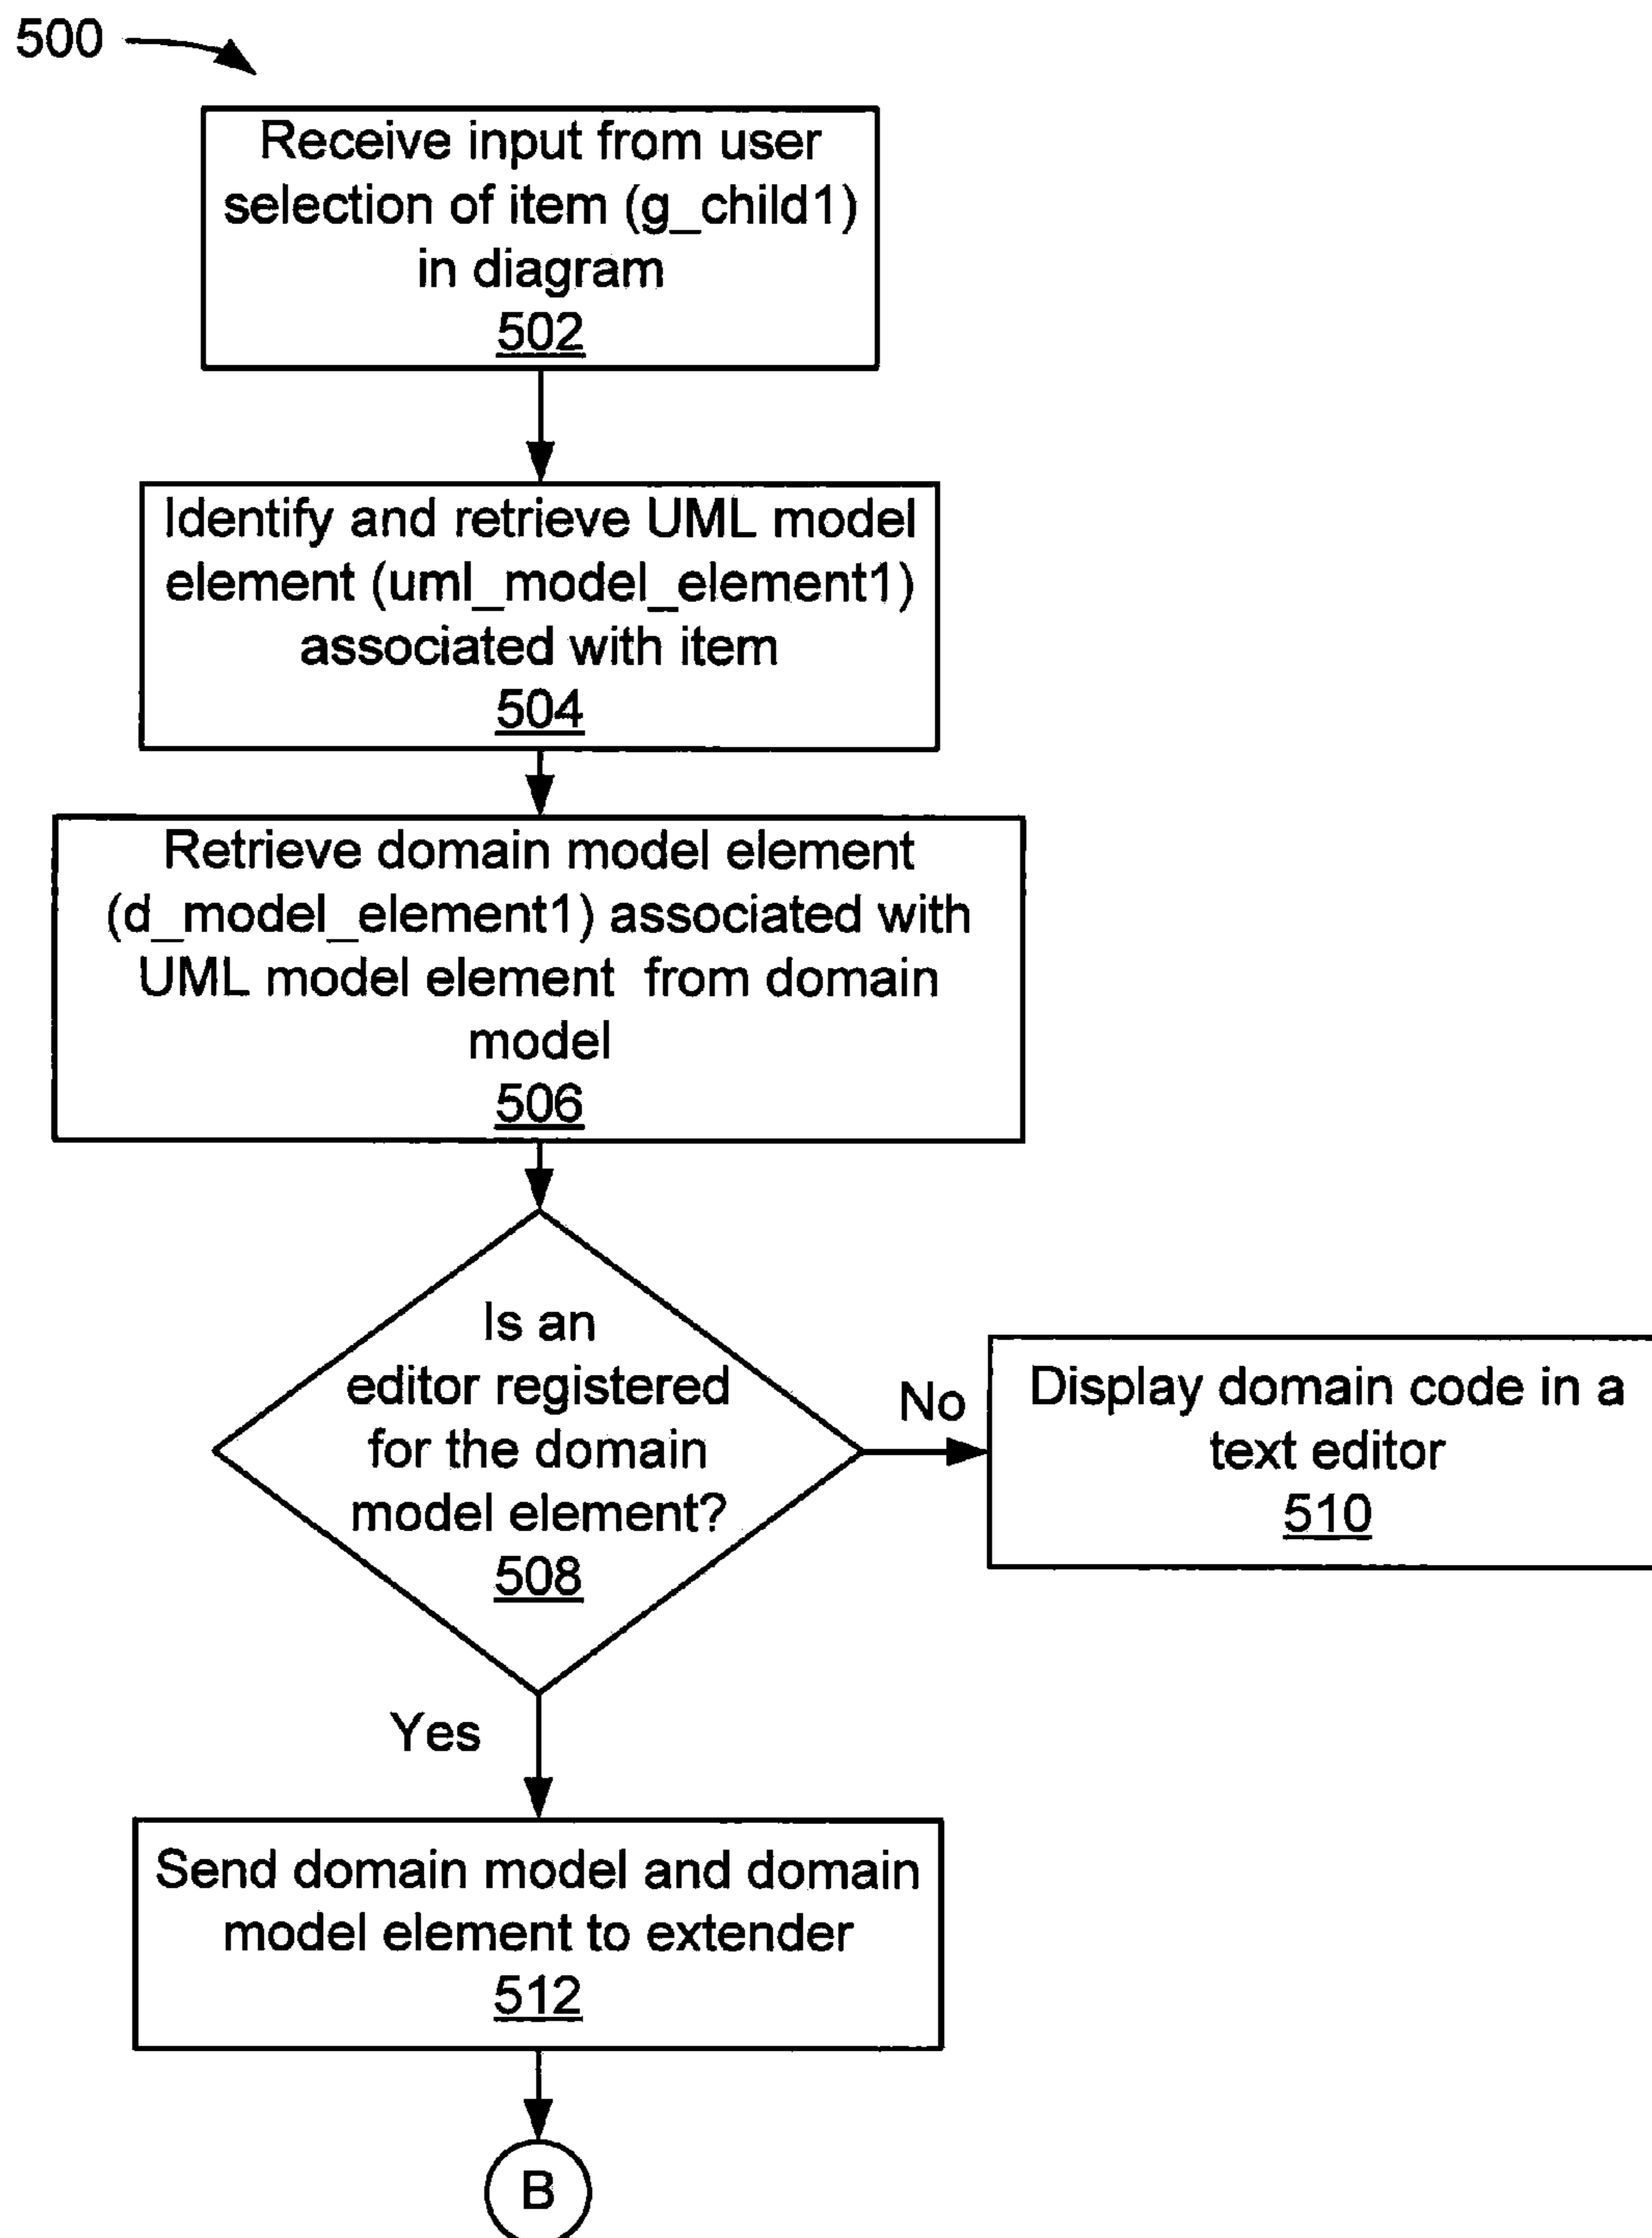 500
Receive input from user
selection of item (g_child1)
in diagram
502
Identify and retrieve UML model
element (uml_model_element1)
associated with item
504
Retrieve domain model element
(d_model_element1) associated with
UML model element from domain
model
506
Is an
editor registered
for the domain
model element?
508
No
Display domain code in a
text editor
510
Yes
Send domain model and domain
model element to extender
512
B